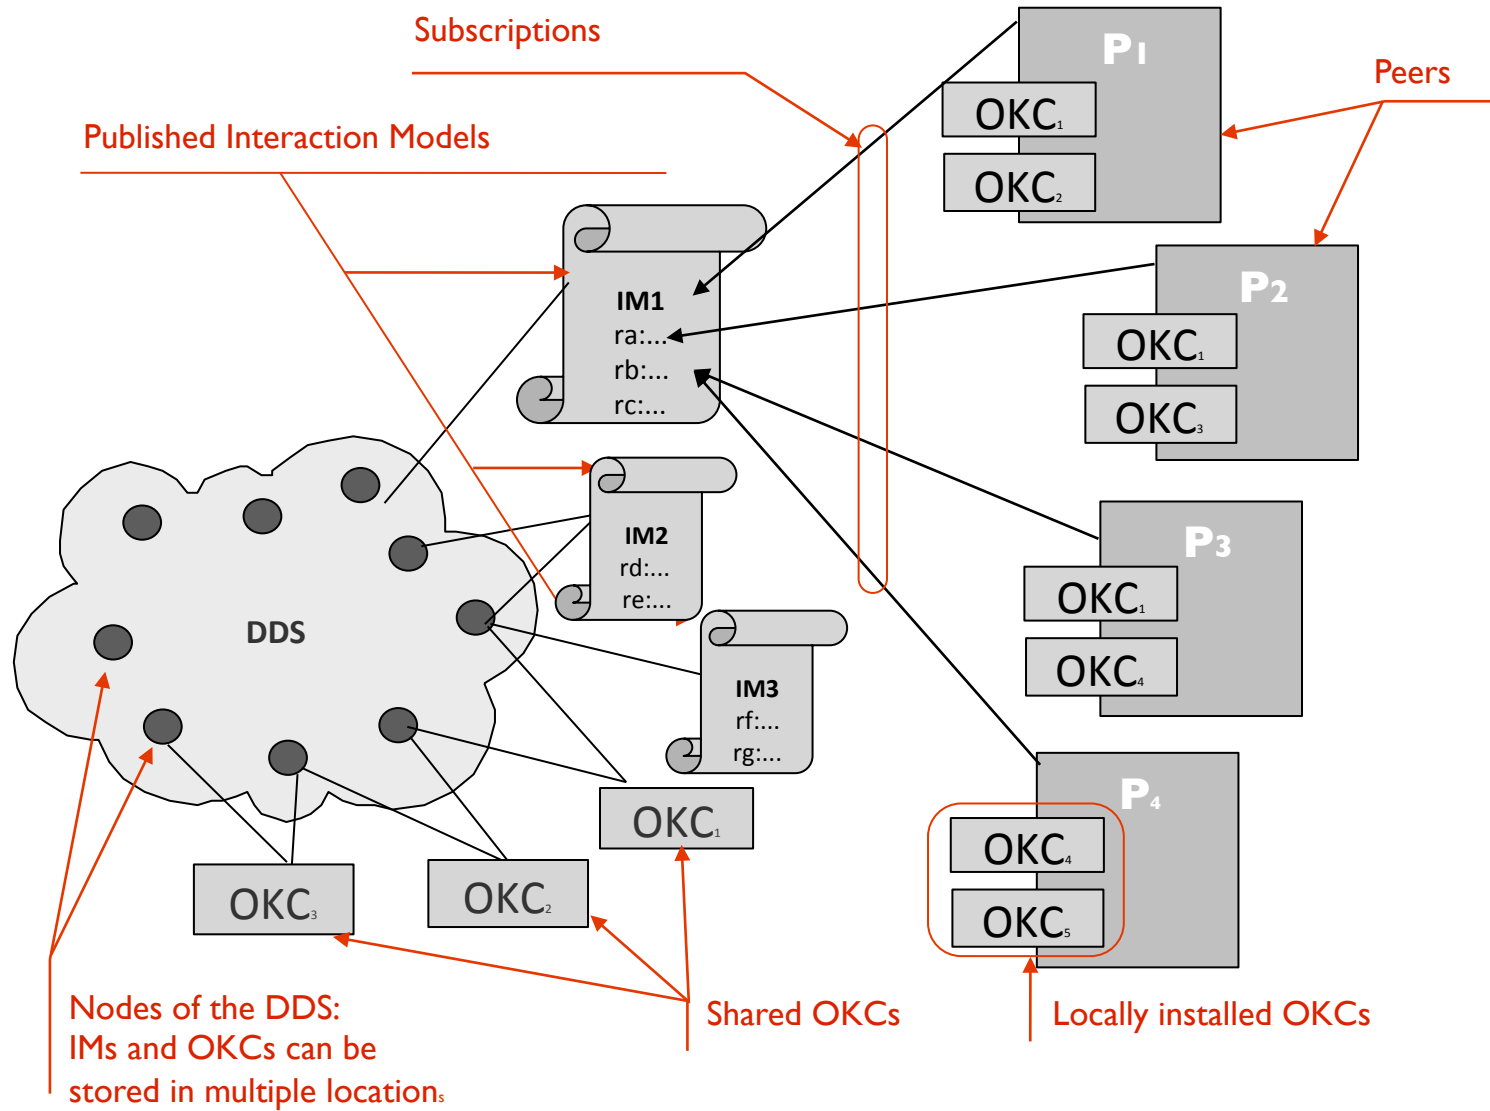 Subscriptions
Published Interaction Models
Peers
P1
OKC1
OKC2
P2
OKC1
OKC3
P3
OKC1
OKC4
P4
OKC4
OKC5
IM1
ra:...
rb:...
rc:...
IM2
rd:...
re:...
IM3
rf:...
rg:...
DDS
OKC1
OKC2
OKC3
Nodes of the DDS:
IMs and OKCs can be
stored in multiple locations
Shared OKCs
Locally installed OKCs